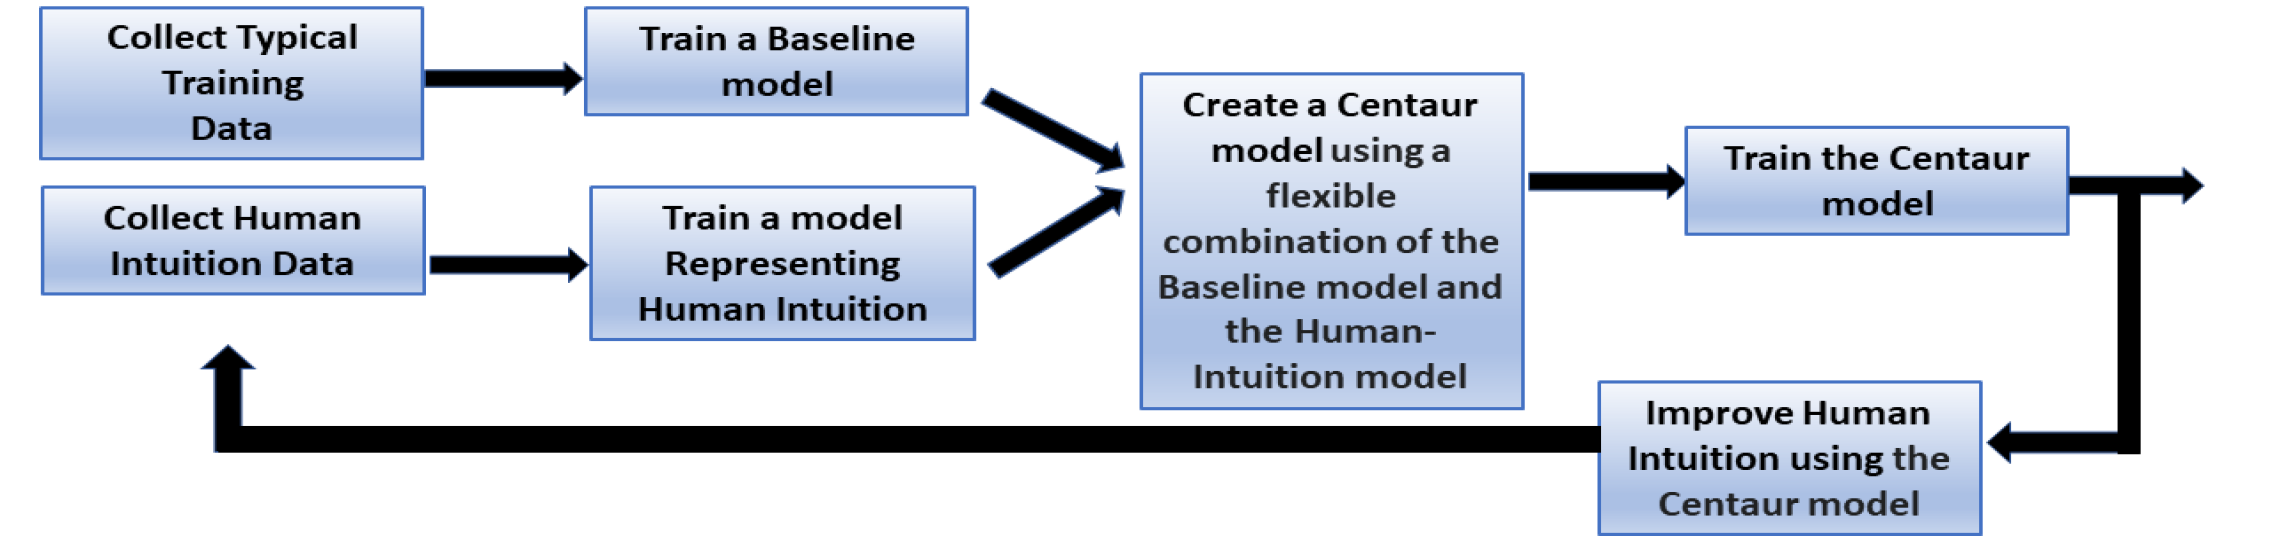 Collect Typical
Training
Data
Train a Baseline
model
Collect Human
Intuition Data
Train a model
Representing
Human Intuition
Create a Centaur
model using a
flexible
combination of the
Baseline model and
the Human-
Intuition model
Train the Centaur
model
Improve Human
Intuition using the
Centaur model